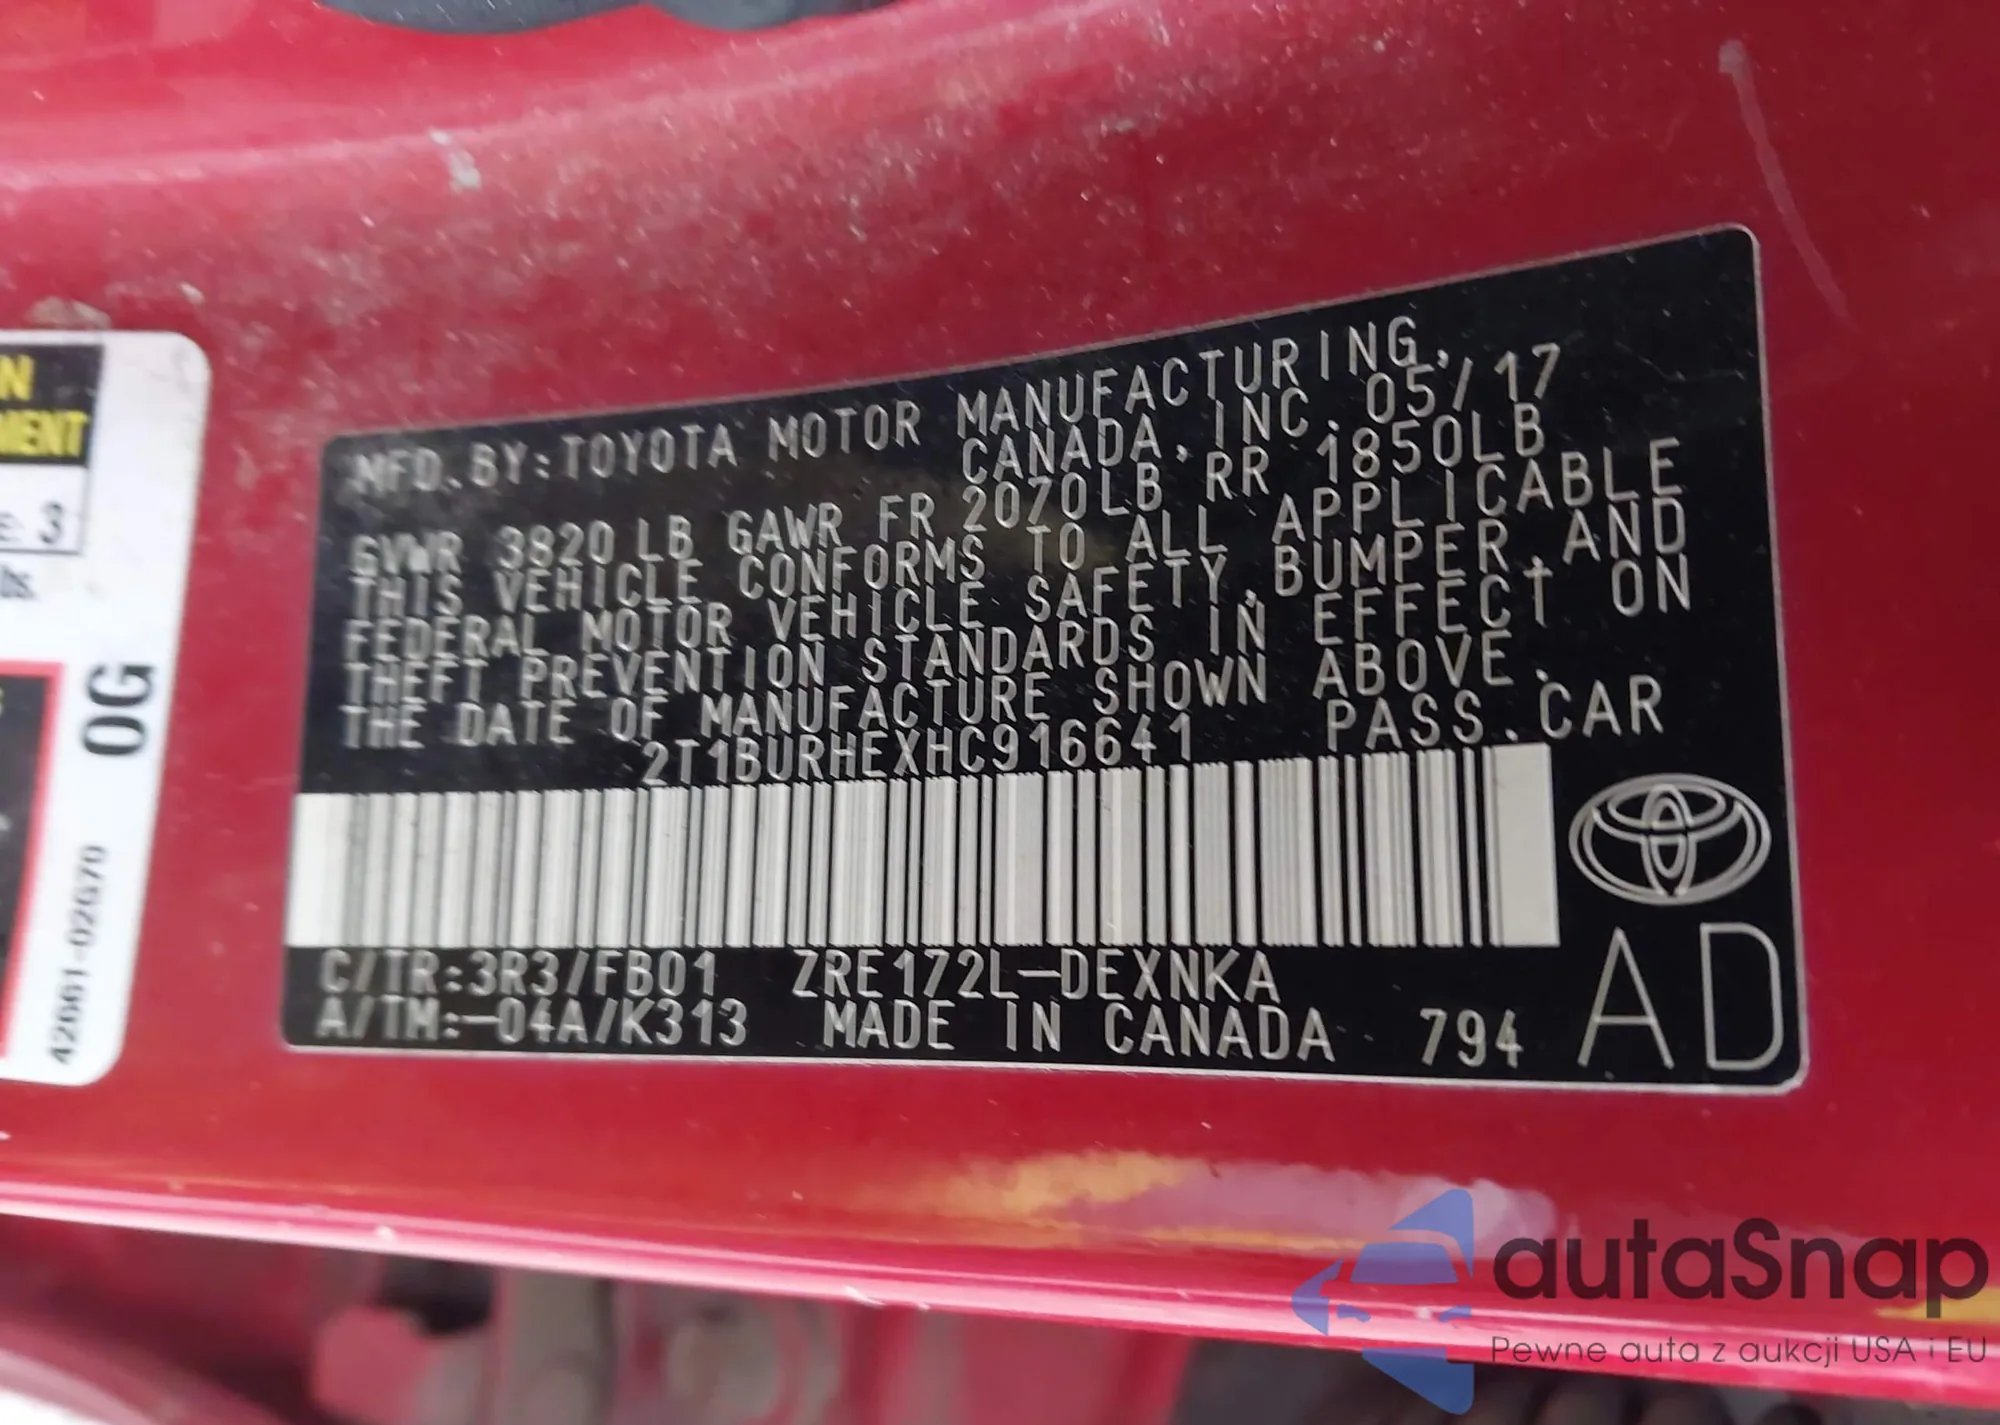 MFD. BY: TOYOTA MOTOR MANUFACTURING,
CANADA, INC. 05/17
GVWR 3820 LB GAWR FR 2070LB RR 1850LB
THIS VEHICLE CONFORMS TO ALL APPLICABLE
FEDERAL MOTOR VEHICLE SAFETY, BUMPER, AND
THEFT PREVENTION STANDARDS IN EFFECT ON
THE DATE OF MANUFACTURE SHOWN ABOVE.
2T1BURHEXHC916641 PASS. CAR
C/TR:3R3/FB01 ZRE172L-DEXNKA
A/TM:-04A/K313 MADE IN CANADA 794
AD
0G
42661-02G70
3
autaSnap
Pewne auta z aukcji USA i EU